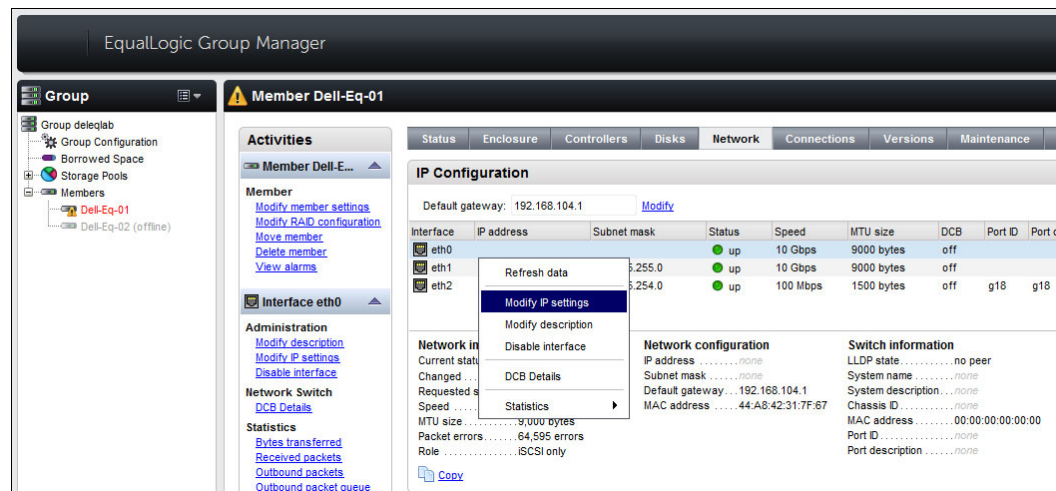 EqualLogic Group Manager
Group
Group deleqlab
Group Configuration
Borrowed Space
Storage Pools
Members
Dell-Eq-01
Dell-Eq-02 (offline)
Member Dell-Eq-01
Activities
Member Dell-E...
Member
Modify member settings
Modify RAID configuration
Move member
Delete member
View alarms
Interface eth0
Administration
Modify description
Modify IP settings
Disable interface
Network Switch
DCB Details
Statistics
Bytes transferred
Received packets
Outbound packets
Outbound packet queue
Status Enclosure Controllers Disks Network Connections Versions Maintenance
IP Configuration
Default gateway: 192.168.104.1 Modify
Interface IP address Subnet mask Status Speed MTU size DCB Port ID Port
eth0 up 10 Gbps 9000 bytes off
eth1 .255.0 up 10 Gbps 9000 bytes off
eth2 .254.0 up 100 Mbps 1500 bytes off g18 g18
Refresh data
Modify IP settings
Modify description
Disable interface
DCB Details
Statistics
Network
Current
Changed
Requested
Speed
MTU size 9,000 bytes
Packet errors 64,595 errors
Role iSCSI only
Copy
Network configuration
IP address none
Subnet mask none
Default gateway 192.168.104.1
MAC address 44:A8:42:31:7F:67
Switch information
LLDP state no peer
System name none
System description none
Chassis ID none
MAC address 00:00:00:00:00:00
Port ID none
Port description none